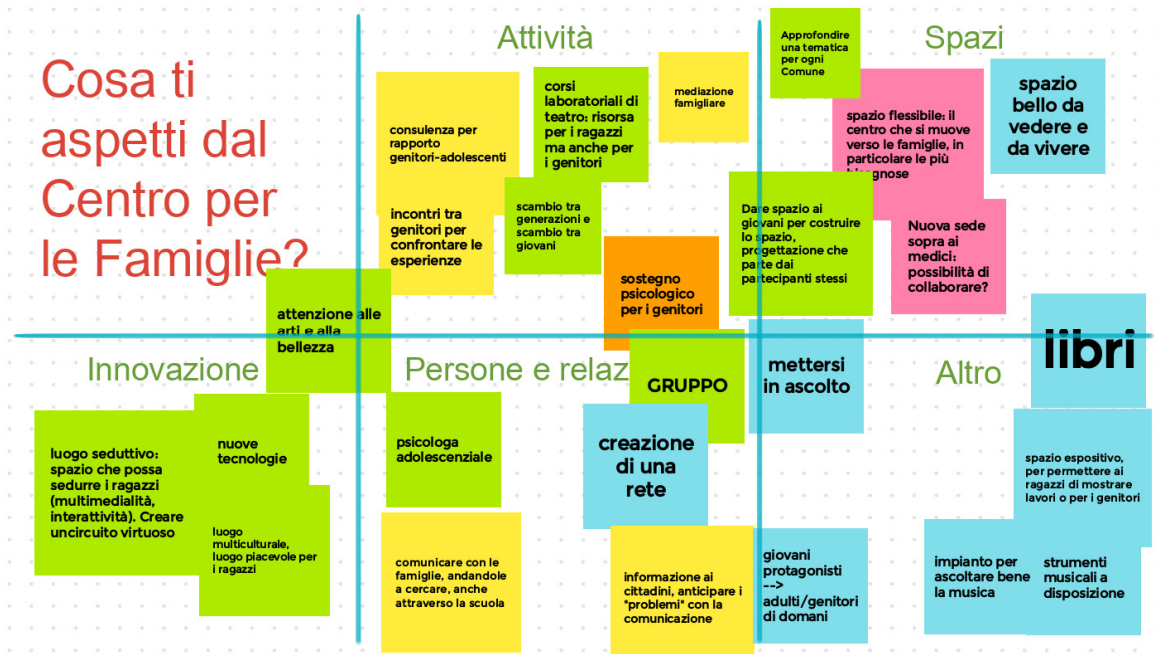 Cosa ti
aspetti dal
Centro per
le Famiglie?
Attività
consulenza per
rapporto
genitori-adolescenti
corsi
laboratoriali di
teatro: risorsa
per i ragazzi
ma anche per
i genitori
mediazione
famigliare
incontri tra
genitori per
confrontare le
esperienze
scambio tra
generazioni e
scambio tra
giovani
sostegno
psicologico
per i genitori
Spazi
Approfondire
una tematica
per ogni
Comune
spazio flessibile: il
centro che si muove
verso le famiglie, in
particolare le più
bisognose
spazio
bello da
vedere e
da vivere
Dare spazio ai
giovani per costruire
lo spazio,
progettazione che
parte dai
partecipanti stessi
Nuova sede
sopra ai
medici:
possibilità di
collaborare?
attenzione alle
arti e alla
bellezza
Innovazione
luogo seduttivo:
spazio che possa
sedurre i ragazzi
(multimedialità,
interattività). Creare
uncircuito virtuoso
nuove
tecnologie
luogo
multiculturale,
luogo piacevole per
i ragazzi
Persone e relaz
GRUPPO
mettersi
in ascolto
psicologa
adolescenziale
creazione
di una
rete
comunicare con le
famiglie, andandole
a cercare, anche
attraverso la scuola
informazione ai
cittadini, anticipare i
"problemi" con la
comunicazione
giovani
protagonisti
-->
adulti/genitori
di domani
Altro
libri
spazio espositivo,
per permettere ai
ragazzi di mostrare
lavori o per i genitori
impianto per
ascoltare bene
la musica
strumenti
musicali a
disposizione